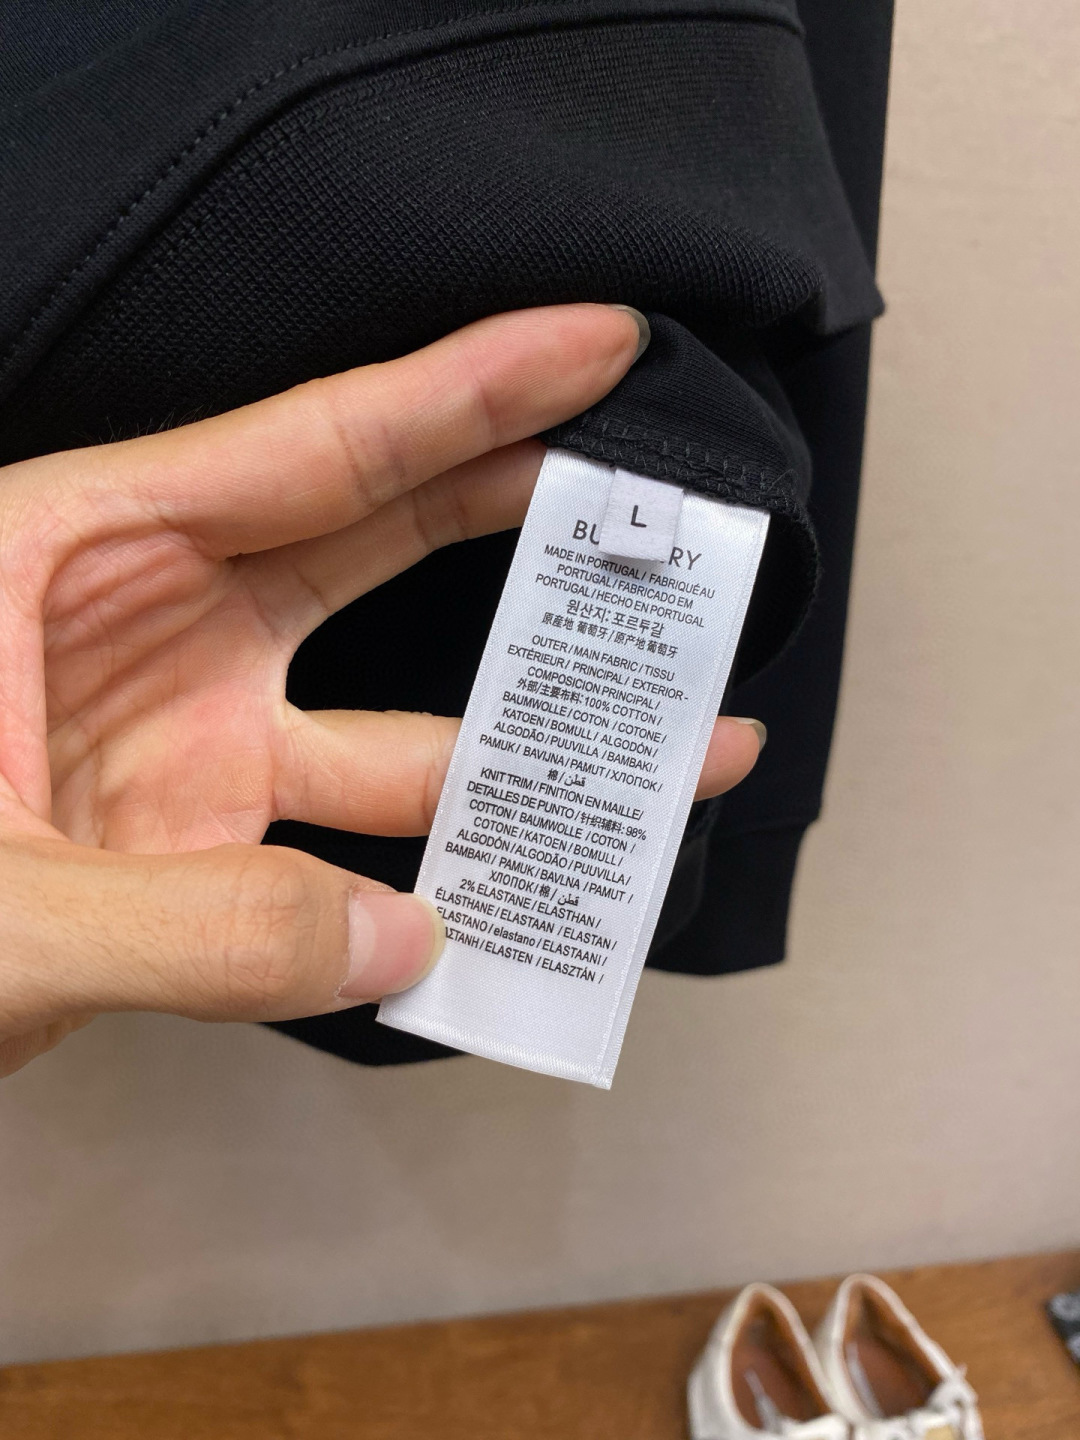 L
BU RY
MADE IN PORTUGAL / FABRIQUÉ AU
PORTUGAL / FABRICADO EM
PORTUGAL / HECHO EN PORTUGAL
원산지: 포르투갈
原産地 葡萄牙 / 原产地 葡萄牙
OUTER / MAIN FABRIC / TISSU
EXTÉRIEUR / PRINCIPAL / EXTERIOR -
COMPOSICION PRINCIPAL /
外部/主要布料: 100% COTTON /
BAUMWOLLE / COTON / COTONE /
KATOEN / BOMULL / ALGODÓN /
ALGODÃO / PUUVILLA / BAMBAKI /
PAMUK / BAVLNA / PAMUT / ХЛОПОК /
棉 / قطن
KNIT TRIM / FINITION EN MAILLE/
DETALLES DE PUNTO / 针织辅料: 98%
COTTON / BAUMWOLLE / COTON /
COTONE / KATOEN / BOMULL /
ALGODÓN / ALGODÃO / PUUVILLA /
BAMBAKI / PAMUK / BAVLNA / PAMUT /
ХЛОПОК / 棉 / قطن
2% ELASTANE / ELASTHAN /
ÉLASTHANE / ELASTAAN / ELASTAN /
ELASTANO / elastano / ELASTAANI /
ΛΣΤΑΝΗ / ELASTEN / ELASZTÁN /